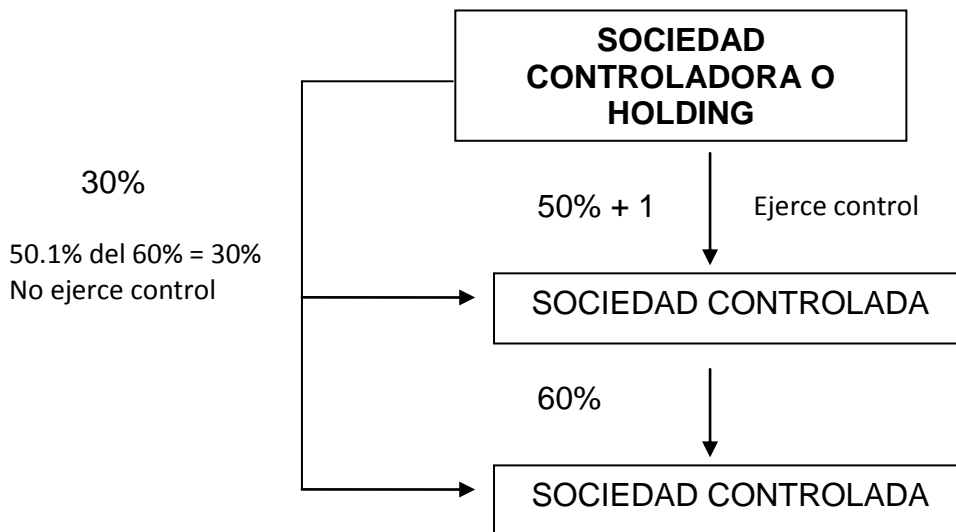 SOCIEDAD
CONTROLADORA O
HOLDING
30%
50% + 1
Ejerce control
50.1% del 60% = 30%
No ejerce control
SOCIEDAD CONTROLADA
60%
SOCIEDAD CONTROLADA